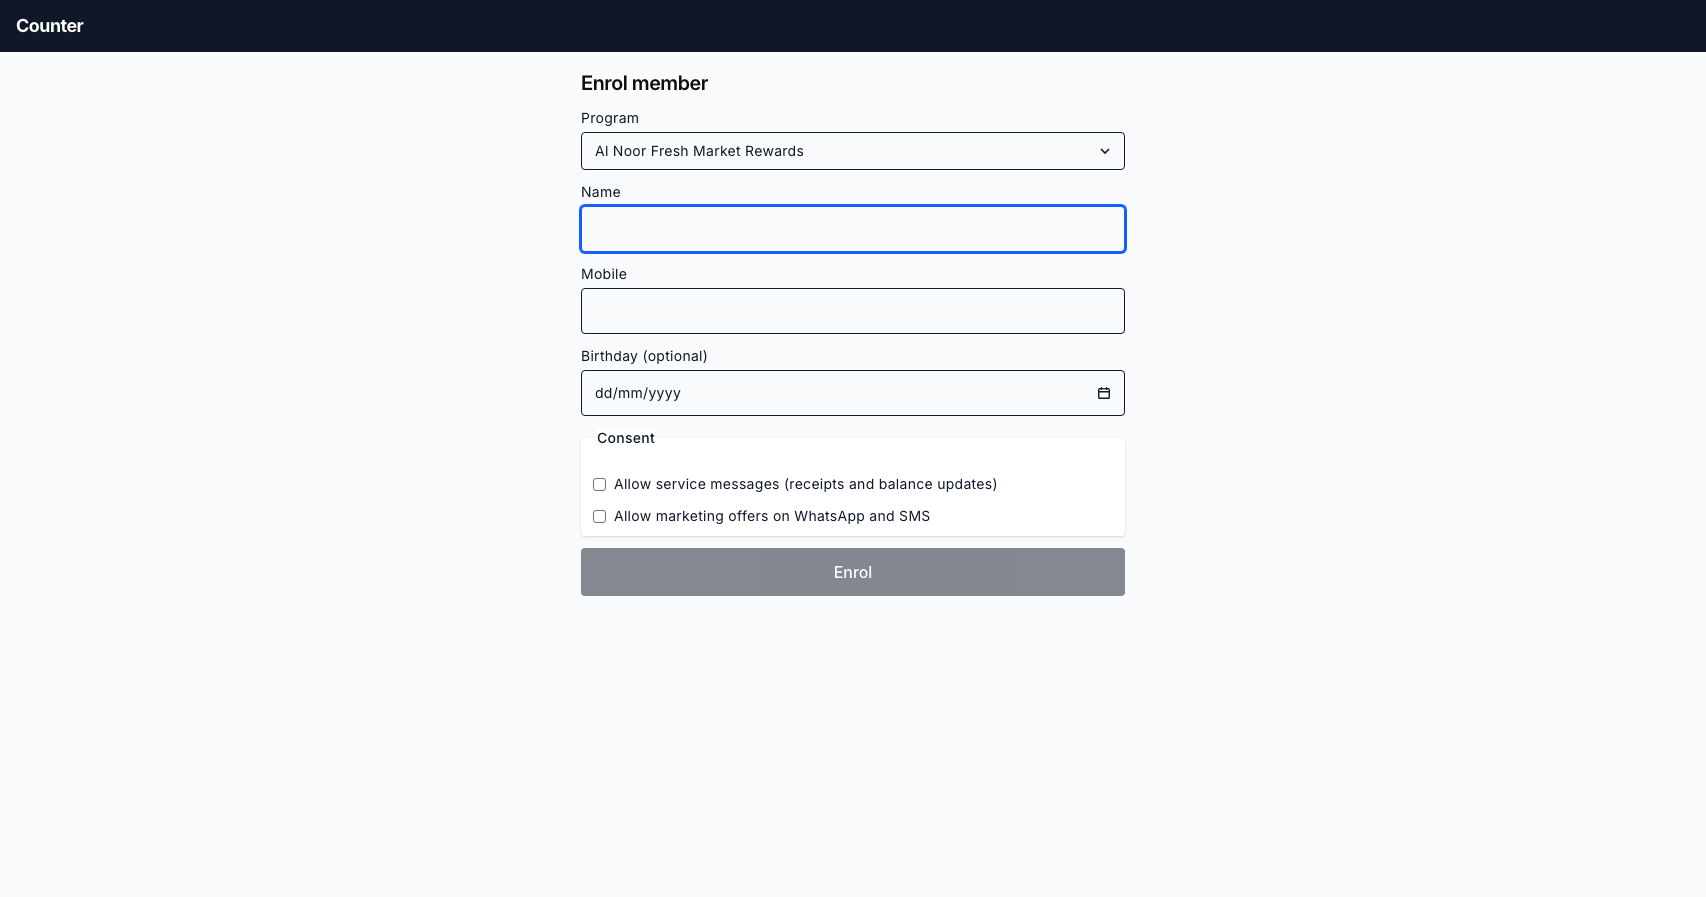 Counter
Enrol member
Program
Al Noor Fresh Market Rewards
Name
Mobile
Birthday (optional)
dd/mm/yyyy
Consent
Allow service messages (receipts and balance updates)
Allow marketing offers on WhatsApp and SMS
Enrol